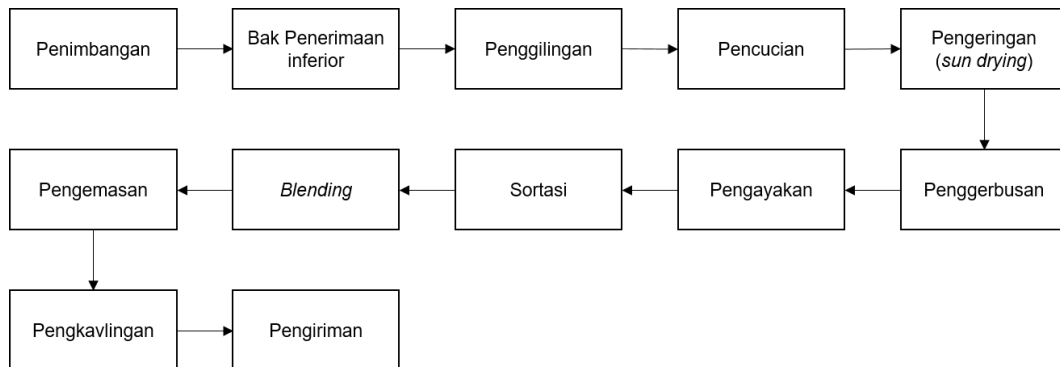 Penimbangan
Bak Penerimaan
inferior
Penggilingan
Pencucian
Pengeringan
(sun drying)
Penggerbusan
Pengayakan
Sortasi
Blending
Pengemasan
Pengkavlingan
Pengiriman